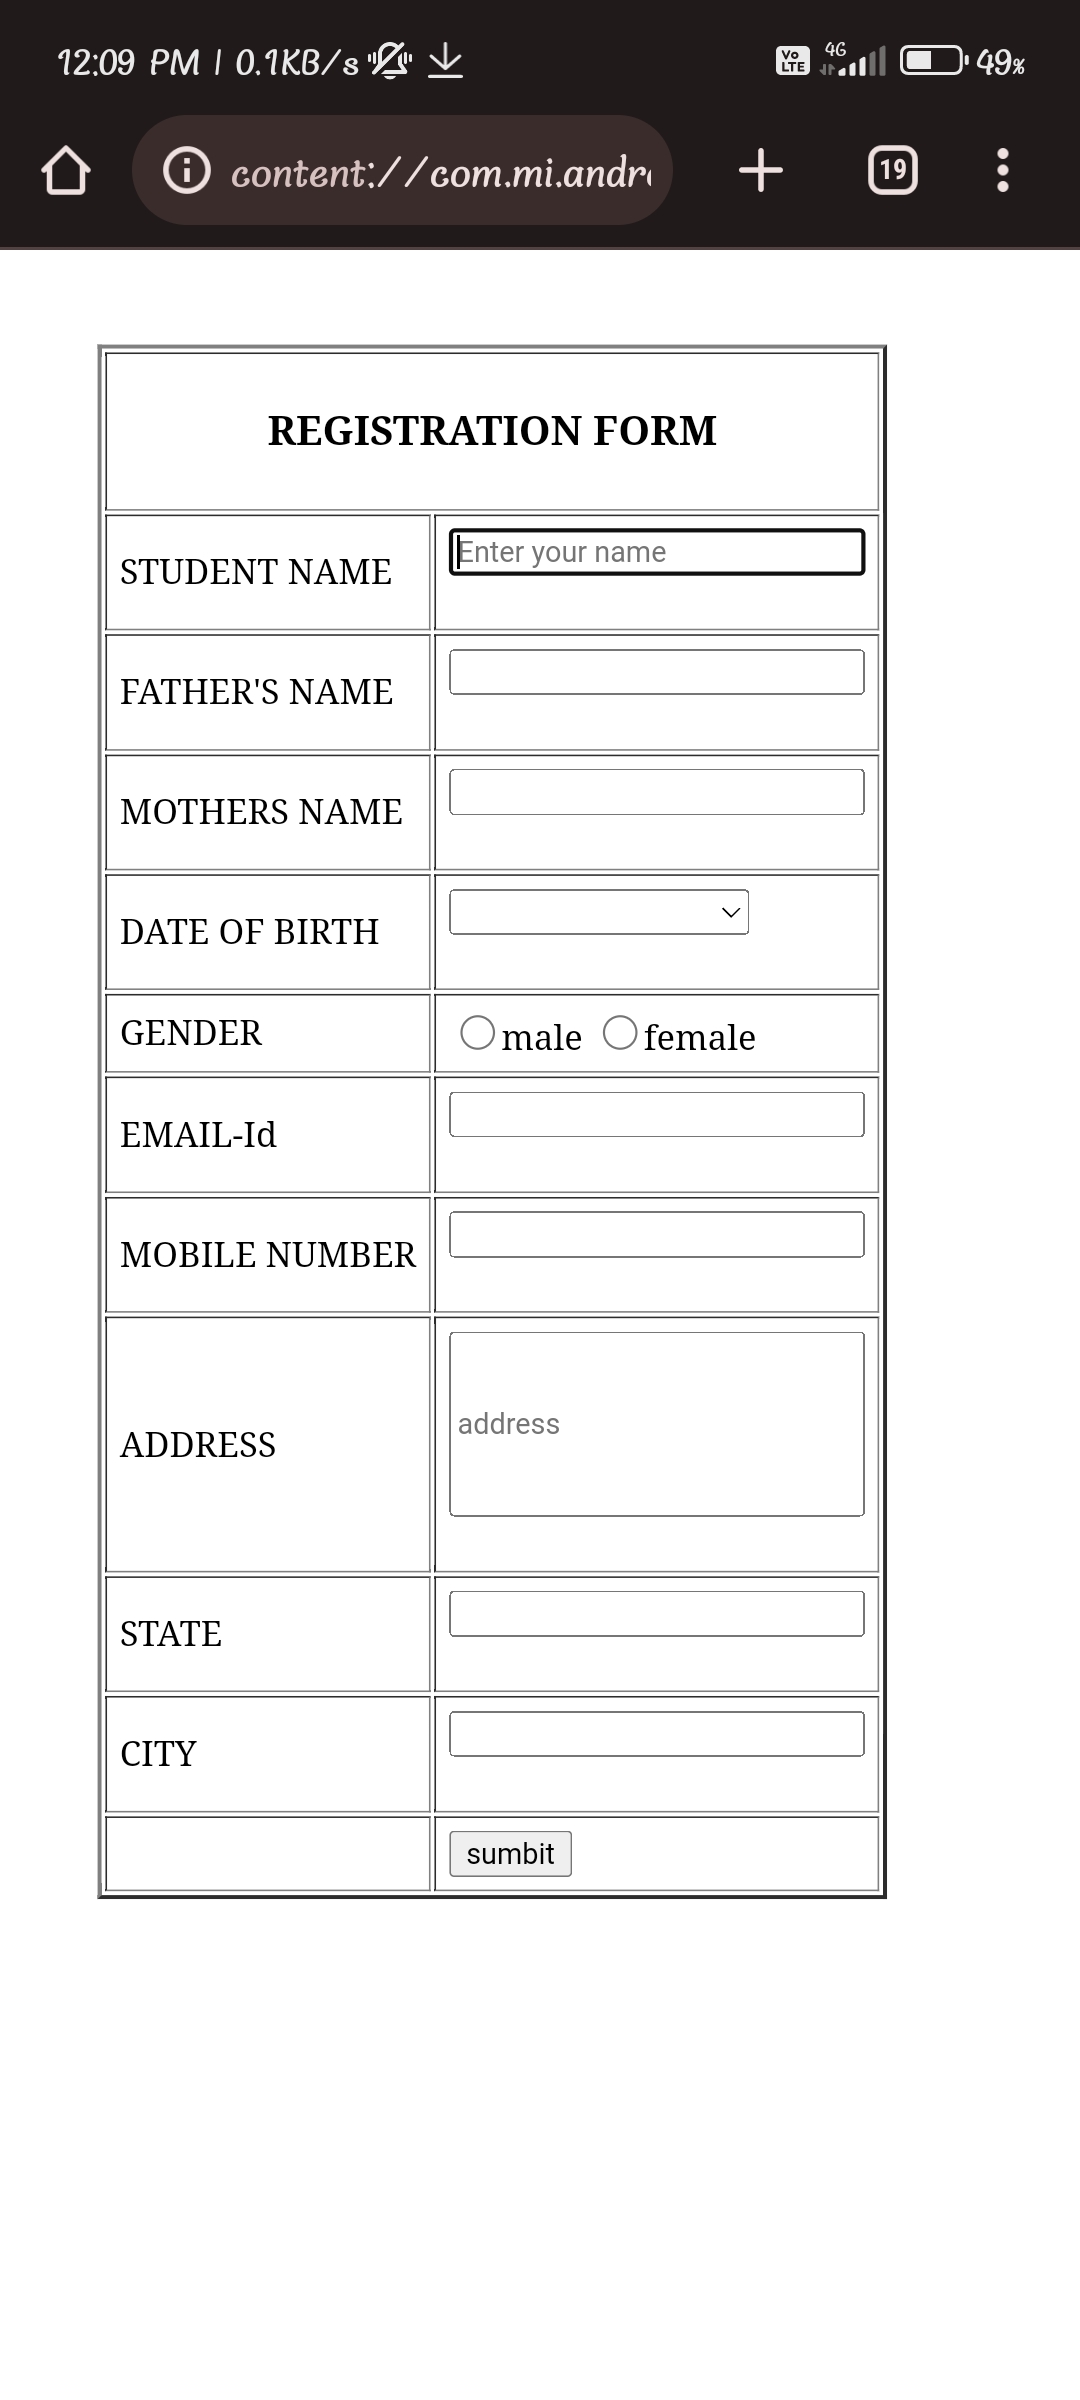 12:09 PM | 0.1KB/s Vo LTE 4G 49%
content://com.mi.andr 19
REGISTRATION FORM
STUDENT NAME Enter your name
FATHER'S NAME
MOTHERS NAME
DATE OF BIRTH
GENDER male female
EMAIL-Id
MOBILE NUMBER
ADDRESS address
STATE
CITY
sumbit